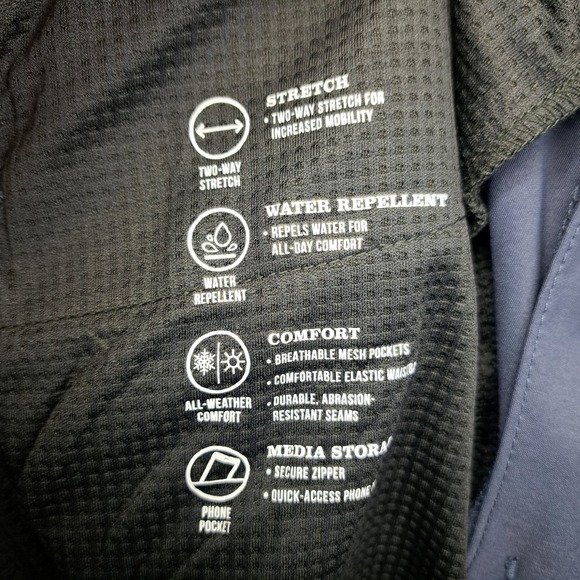 TWO-WAY
STRETCH
STRETCH
• TWO-WAY STRETCH FOR
INCREASED MOBILITY
WATER
REPELLENT
WATER REPELLENT
• REPELS WATER FOR
ALL-DAY COMFORT
ALL-WEATHER
COMFORT
COMFORT
• BREATHABLE MESH POCKETS
• COMFORTABLE ELASTIC
• DURABLE, ABRASION-
RESISTANT SEAMS
PHONE
POCKET
MEDIA
• SECURE ZIPPER
• QUICK-ACCESS PHONE